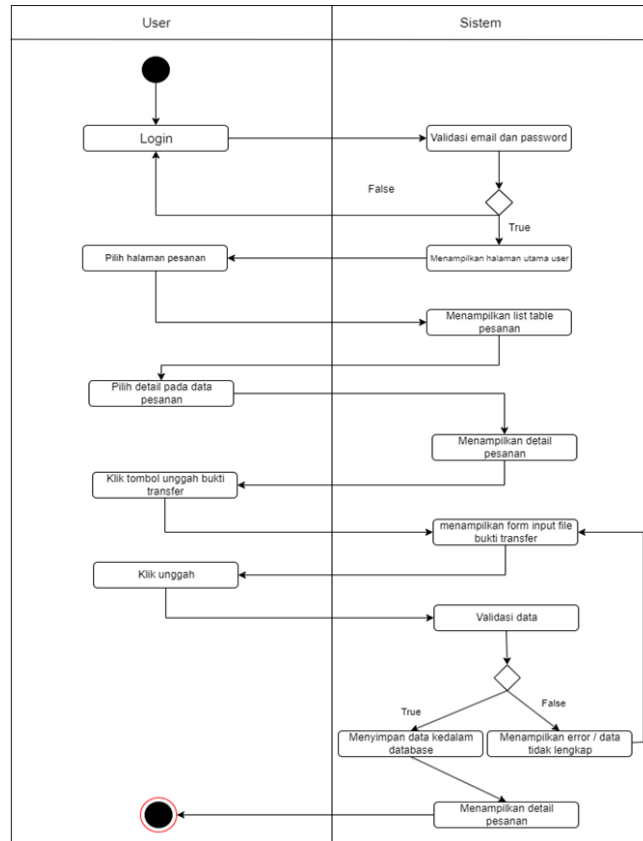 User
Sistem
Login
Validasi email dan password
False
True
Pilih halaman pesanan
Menampilkan halaman utama user
Menampilkan list table
pesanan
Pilih detail pada data
pesanan
Menampilkan detail
pesanan
Klik tombol unggah bukti
transfer
menampilkan form input file
bukti transfer
Klik unggah
Validasi data
True
False
Menyimpan data kedalam
database
Menampilkan error / data
tidak lengkap
Menampilkan detail
pesanan